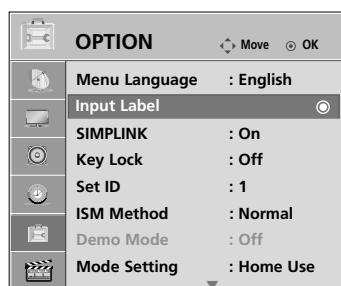 OPTION Move OK
Menu Language : English
Input Label
SIMPLINK : On
Key Lock : Off
Set ID : 1
ISM Method : Normal
Demo Mode : Off
Mode Setting : Home Use